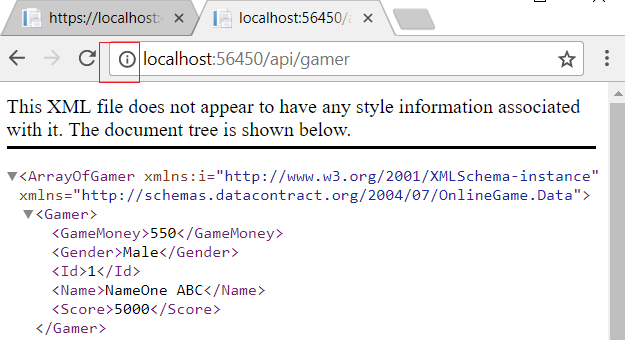 https://localhost:
localhost:56450/api/gam
localhost:56450/api/gamer
This XML file does not appear to have any style information associated
with it. The document tree is shown below.
<ArrayOfGamer xmlns:i="http://www.w3.org/2001/XMLSchema-instance"
xmlns="http://schemas.datacontract.org/2004/07/OnlineGame.Data">
<Gamer>
<GameMoney>550</GameMoney>
<Gender>Male</Gender>
<Id>1</Id>
<Name>NameOne ABC</Name>
<Score>5000</Score>
</Gamer>